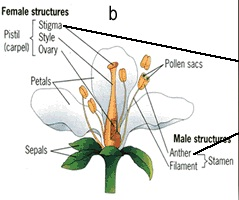 b
Female structures
Stigma
Pistil
(carpel)
Style
Ovary
Petals
Pollen sacs
Male structures
Anther
Filament
Stamen
Sepals